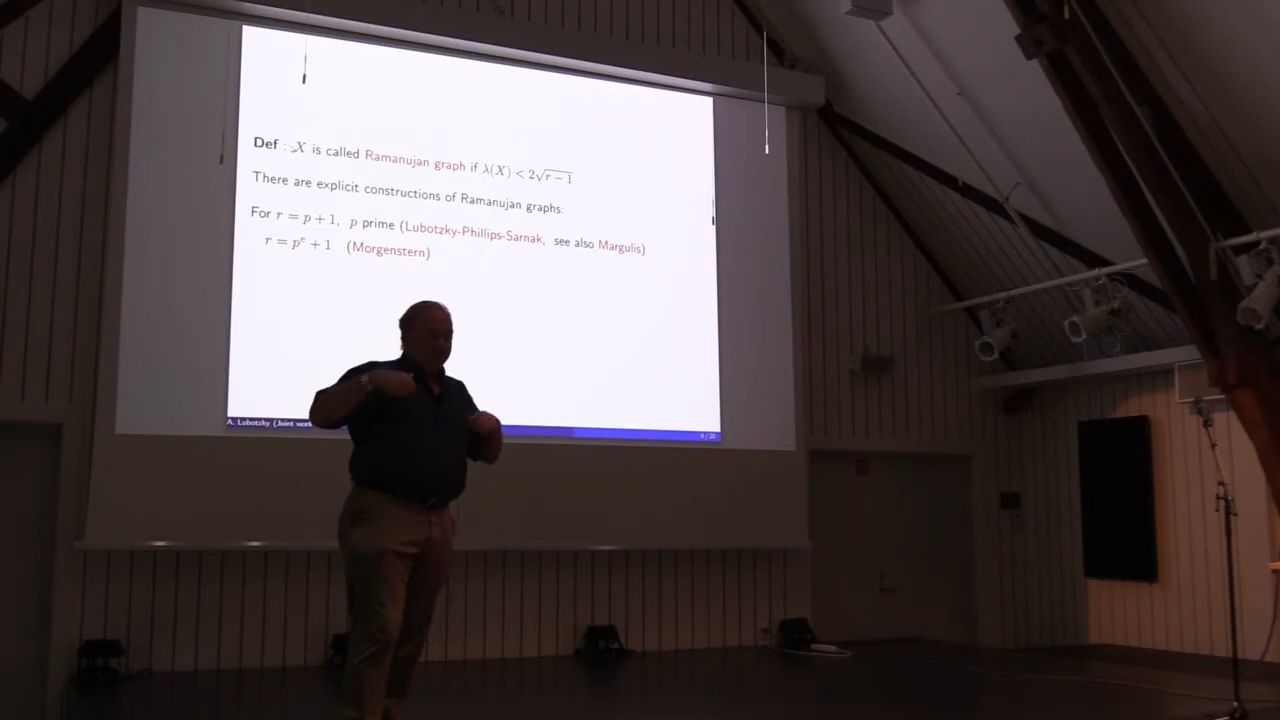 Def : X is called Ramanujan graph if λ(X) < 2√(r − 1)
There are explicit constructions of Ramanujan graphs:
For r = p + 1, p prime (Lubotzky-Phillips-Sarnak, see also Margulis)
r = pᵉ + 1 (Morgenstern)
A. Lubotzky (Joint work